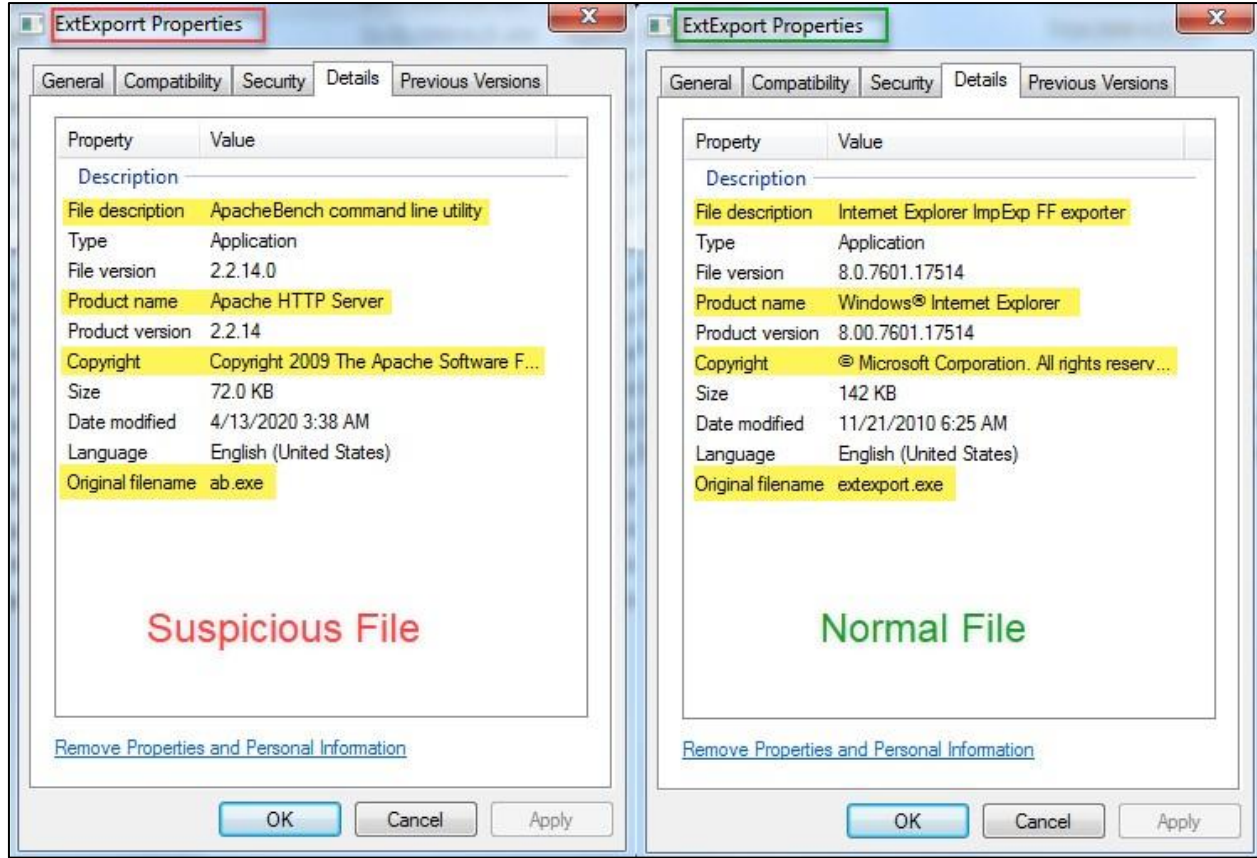 ExtExporrt Properties
General Compatibility Security Details Previous Versions
Property Value
Description
File description ApacheBench command line utility
Type Application
File version 2.2.14.0
Product name Apache HTTP Server
Product version 2.2.14
Copyright Copyright 2009 The Apache Software F...
Size 72.0 KB
Date modified 4/13/2020 3:38 AM
Language English (United States)
Original filename ab.exe
Suspicious File
Remove Properties and Personal Information
OK Cancel Apply
ExtExport Properties
General Compatibility Security Details Previous Versions
Property Value
Description
File description Internet Explorer ImpExp FF exporter
Type Application
File version 8.0.7601.17514
Product name Windows® Internet Explorer
Product version 8.00.7601.17514
Copyright © Microsoft Corporation. All rights reserv...
Size 142 KB
Date modified 11/21/2010 6:25 AM
Language English (United States)
Original filename extexport.exe
Normal File
Remove Properties and Personal Information
OK Cancel Apply